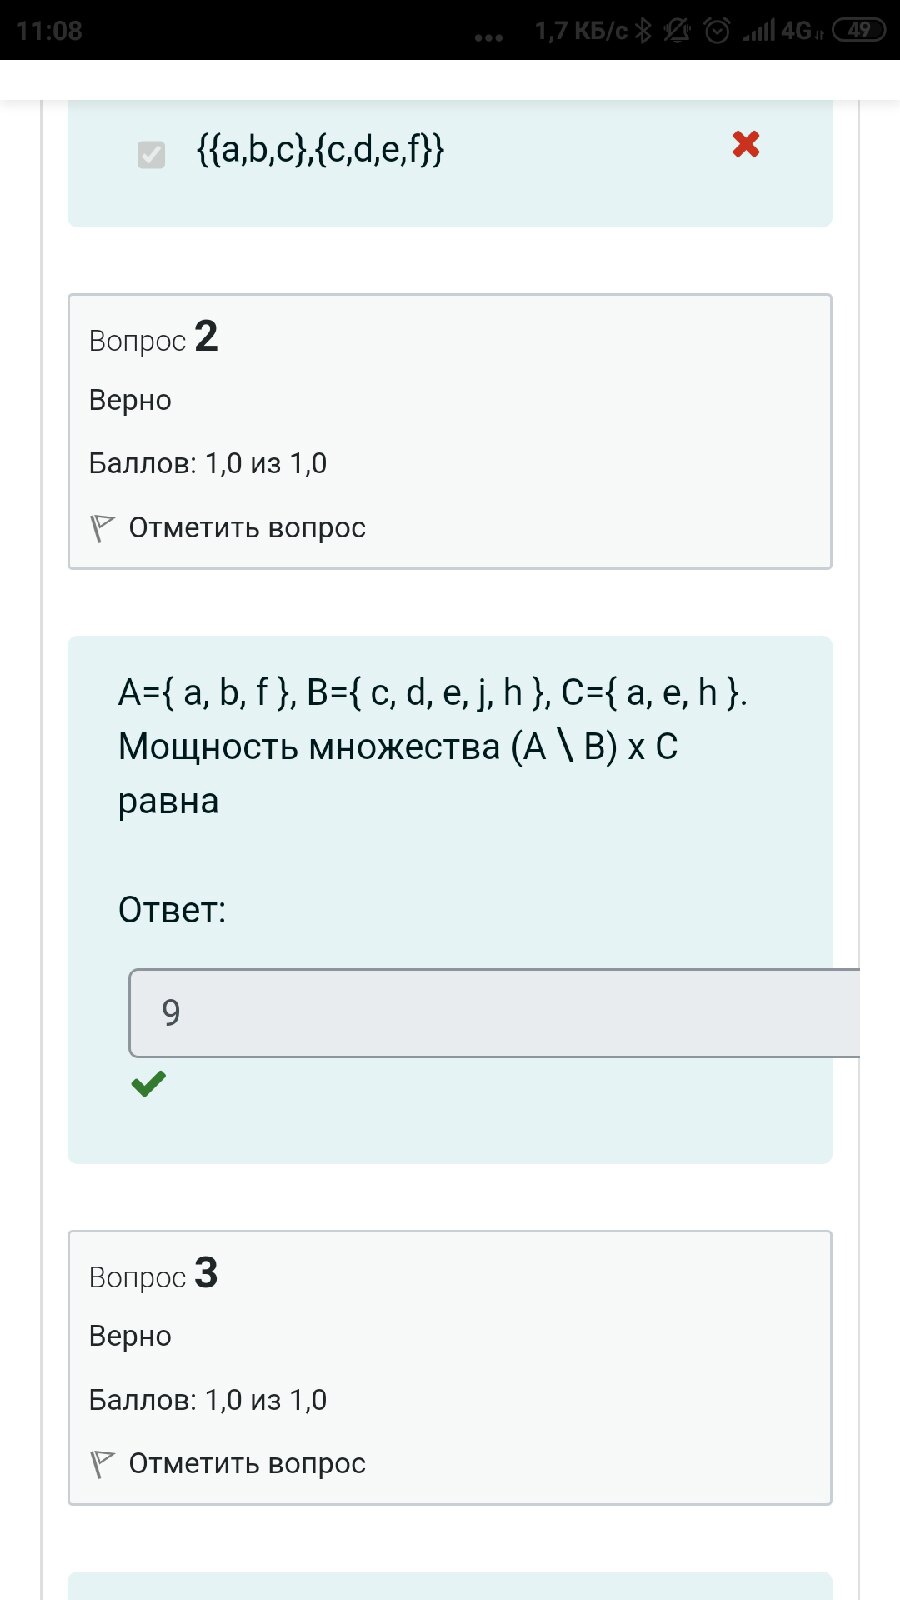 11:08 ... 1,7 КБ/с 4G 49
{{a,b,c},{c,d,e,f}}
Вопрос 2
Верно
Баллов: 1,0 из 1,0
Отметить вопрос
A={ a, b, f }, B={ c, d, e, j, h }, C={ a, e, h }.
Мощность множества (A \ B) x C
равна
Ответ:
9
Вопрос 3
Верно
Баллов: 1,0 из 1,0
Отметить вопрос